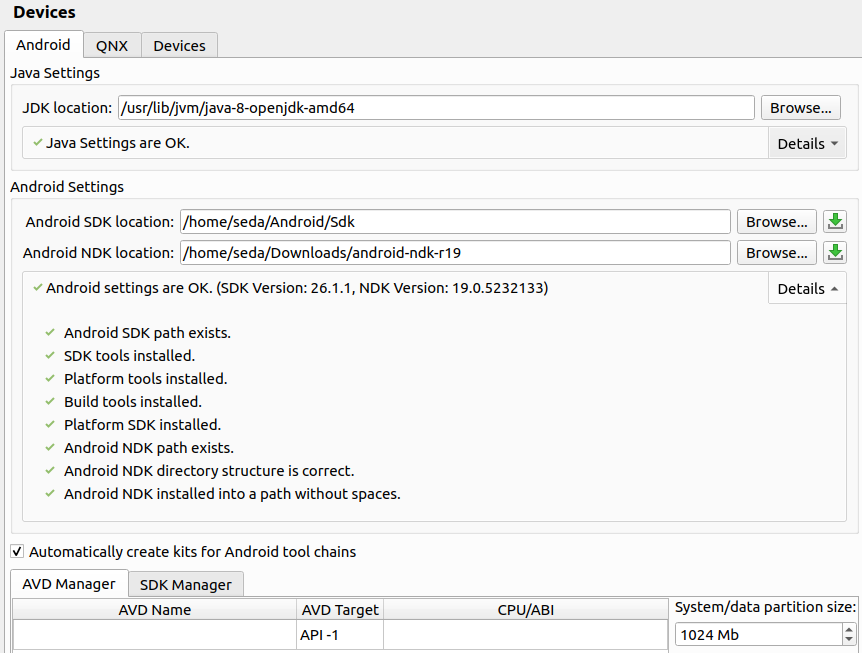 Devices
Android QNX Devices
Java Settings
JDK location: /usr/lib/jvm/java-8-openjdk-amd64 Browse...
Java Settings are OK. Details
Android Settings
Android SDK location: /home/seda/Android/Sdk Browse...
Android NDK location: /home/seda/Downloads/android-ndk-r19 Browse...
Android settings are OK. (SDK Version: 26.1.1, NDK Version: 19.0.5232133) Details
Android SDK path exists.
SDK tools installed.
Platform tools installed.
Build tools installed.
Platform SDK installed.
Android NDK path exists.
Android NDK directory structure is correct.
Android NDK installed into a path without spaces.
Automatically create kits for Android tool chains
AVD Manager SDK Manager
AVD Name AVD Target CPU/ABI System/data partition size:
API -1 1024 Mb